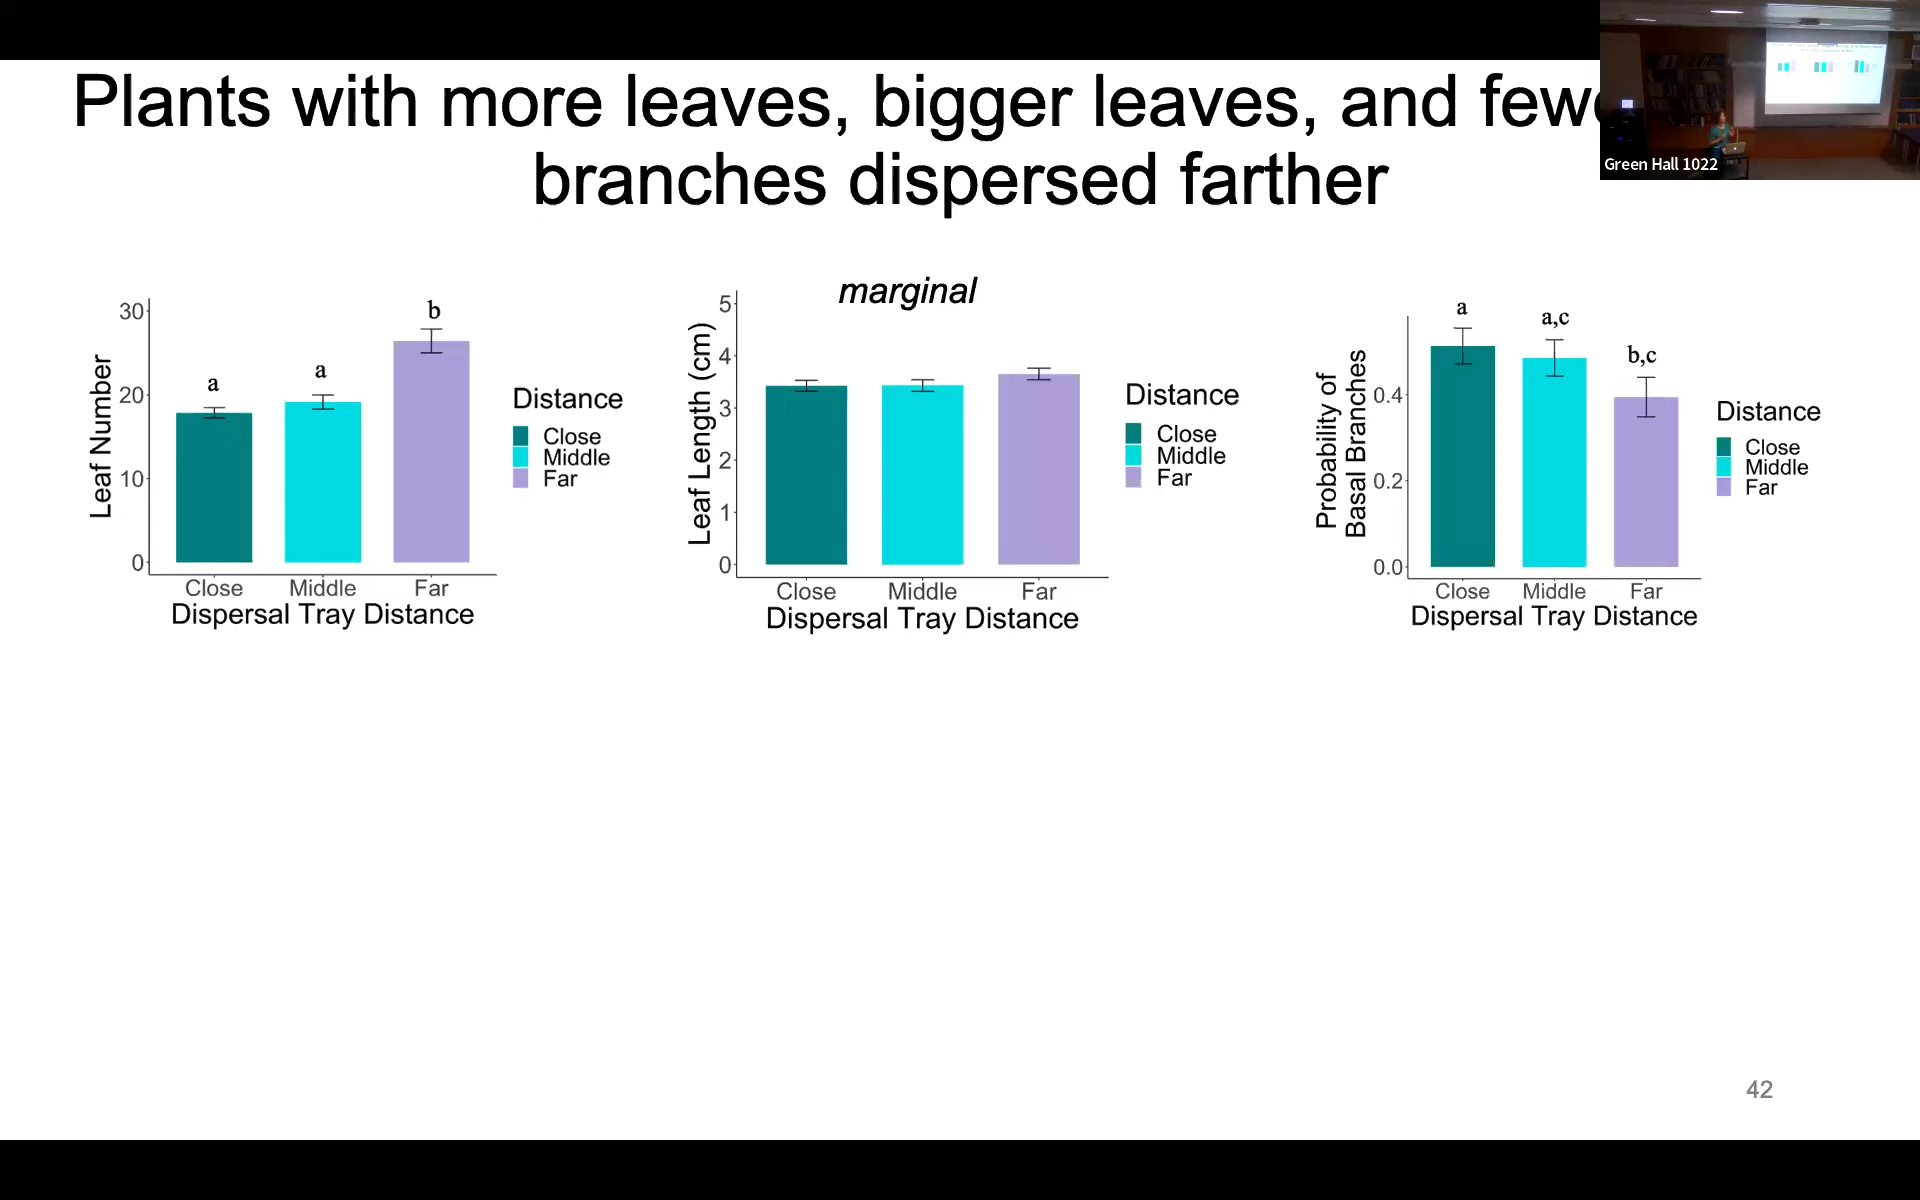 Plants with more leaves, bigger leaves, and
branches dispersed farther
Green Hall 1022
30
20
10
0
Leaf Number
a
a
b
Close
Middle
Far
Dispersal Tray Distance
Distance
Close
Middle
Far
marginal
5
4
3
2
1
0
Leaf Length (cm)
Close
Middle
Far
Dispersal Tray Distance
Distance
Close
Middle
Far
Probability of
Basal Branches
0.4
0.2
0.0
a
a,c
b,c
Close
Middle
Far
Dispersal Tray Distance
Distance
Close
Middle
Far
42